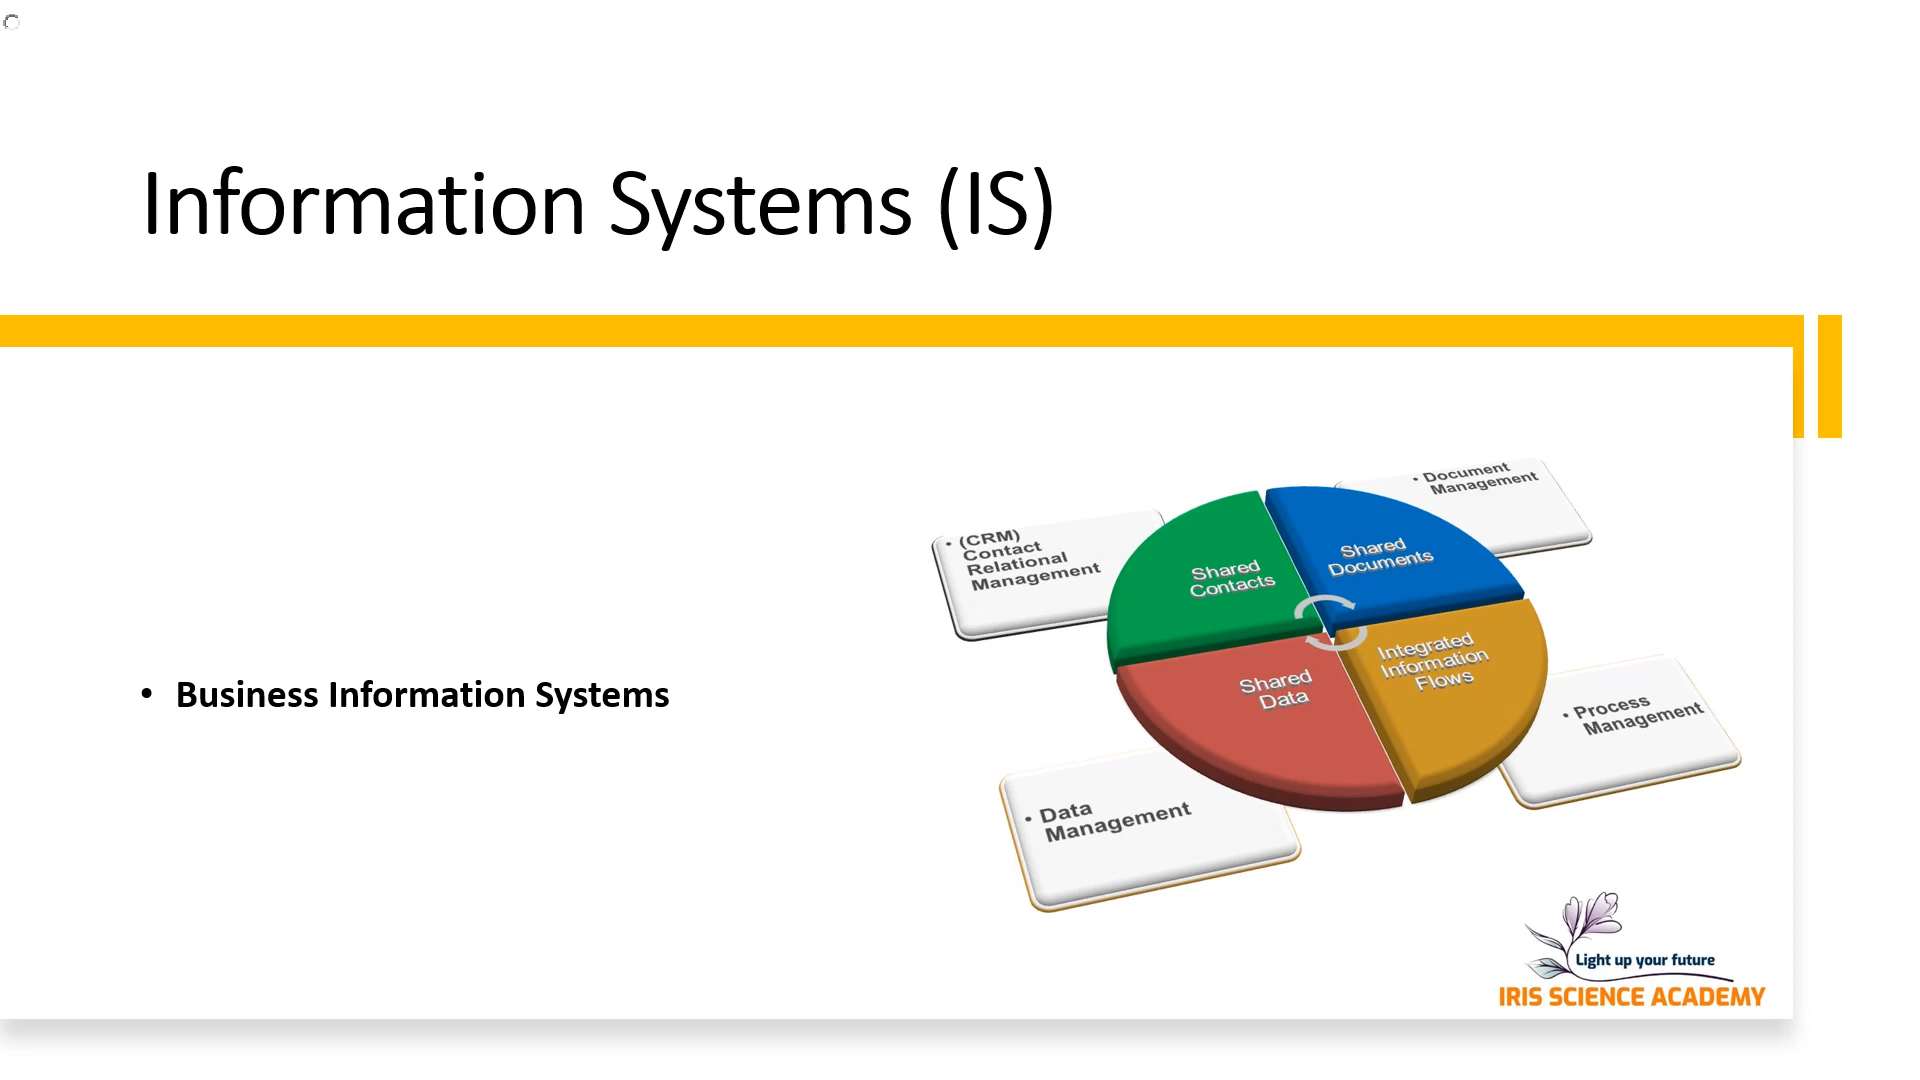 Information Systems (IS)
• Business Information Systems
• (CRM)
Contact
Relational
Management
Shared
Contacts
• Document
Management
Shared
Documents
Shared
Data
Integrated
Information
Flows
• Process
Management
• Data
Management
Light up your future
IRIS SCIENCE ACADEMY